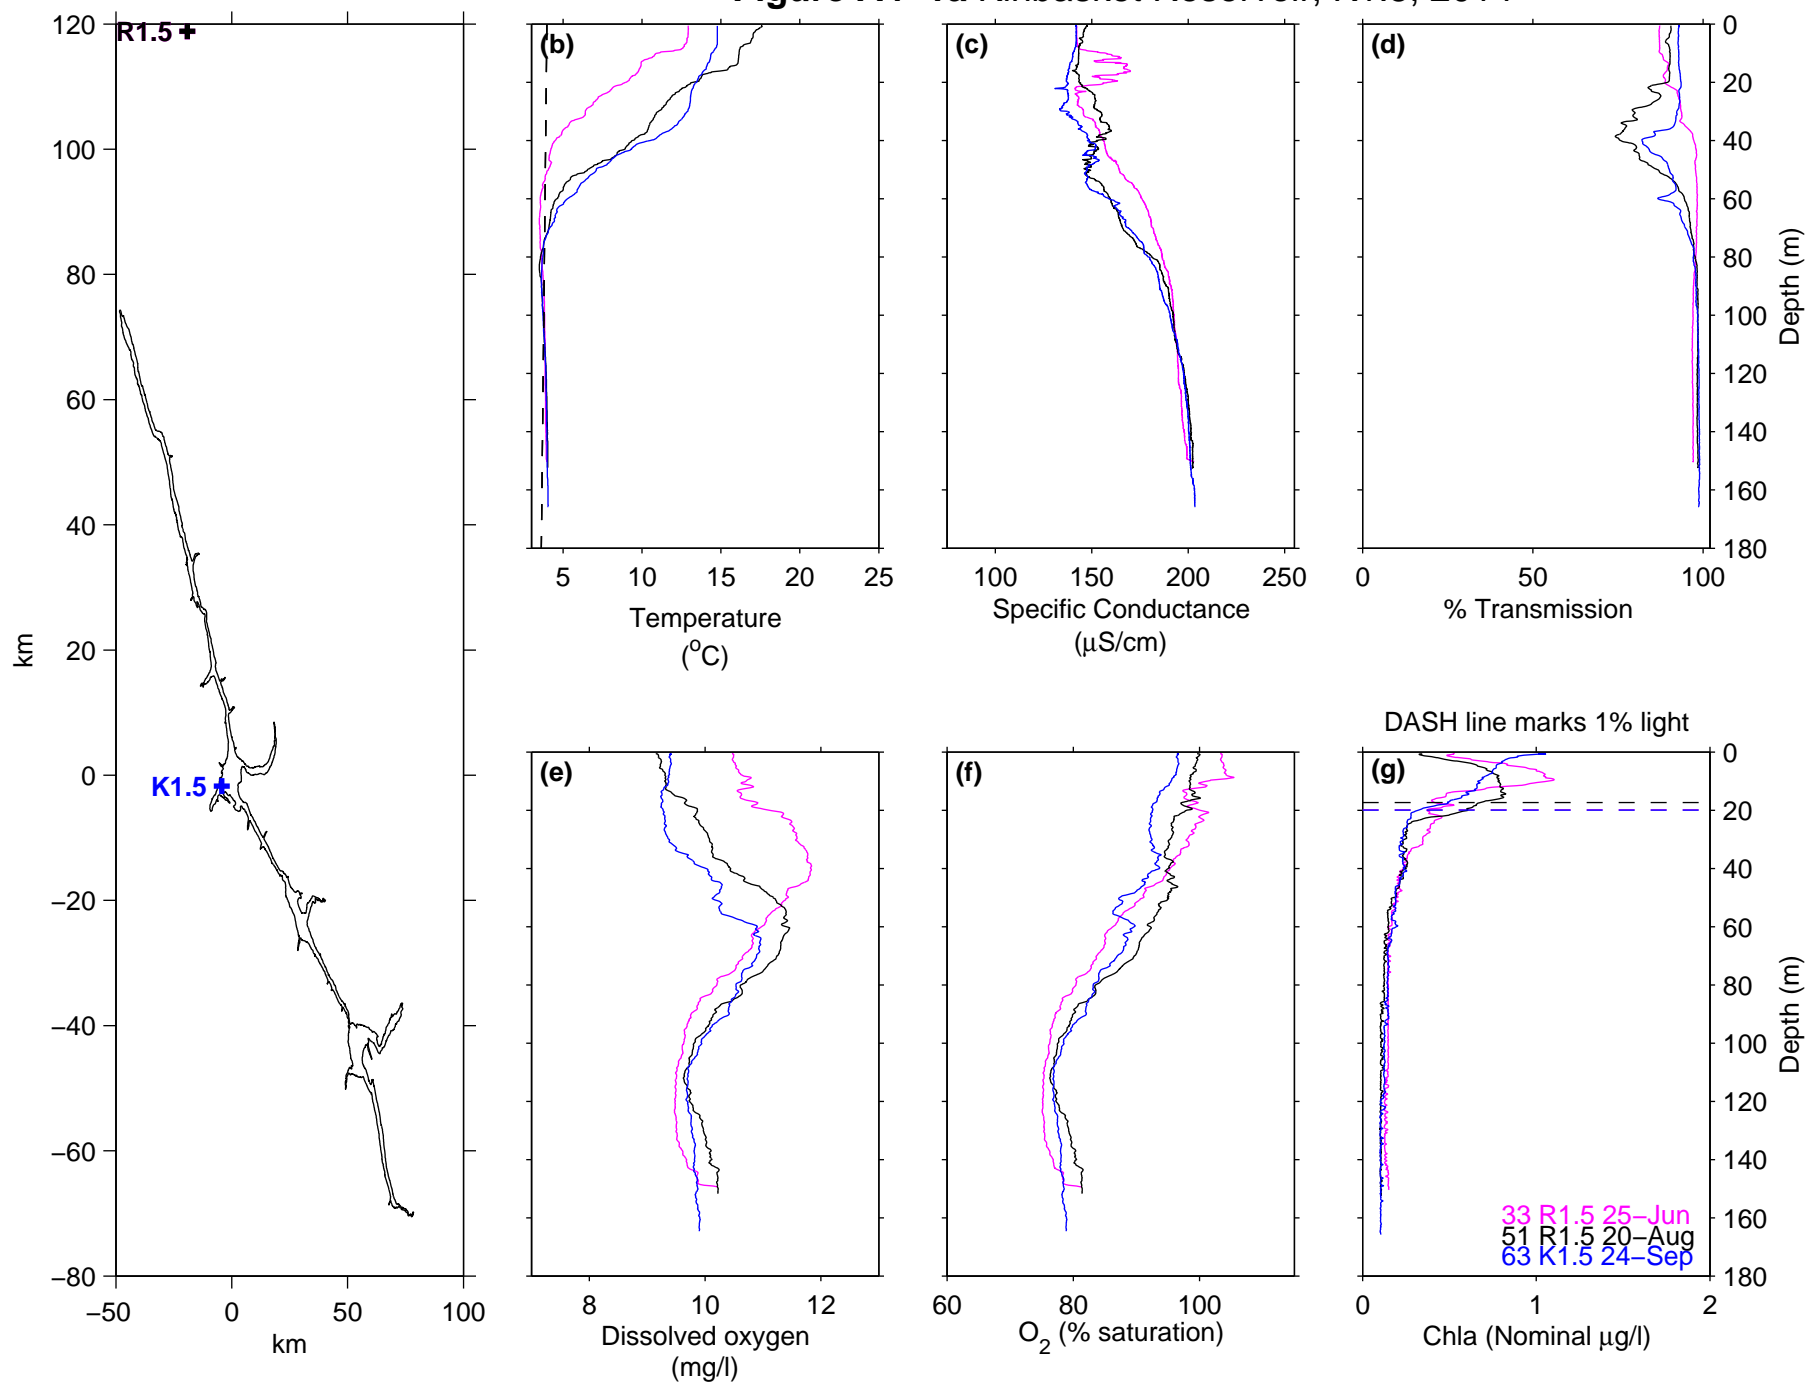 120
100
80
60
40
20
0
−20
−40
−60
−80
km
−50 0 50 100
km
R1.5
K1.5
(b)
5 10 15 20 25
Temperature
(°C)
(c)
100 150 200 250
Specific Conductance
(μS/cm)
(d)
0 50 100
% Transmission
0
20
40
60
80
100
120
140
160
180
Depth (m)
(e)
8 10 12
Dissolved oxygen
(mg/l)
(f)
60 80 100
O2 (% saturation)
DASH line marks 1% light
(g)
33 R1.5 25−Jun
51 R1.5 20−Aug
63 K1.5 24−Sep
0 1 2
Chla (Nominal μg/l)
0
20
40
60
80
100
120
140
160
180
Depth (m)